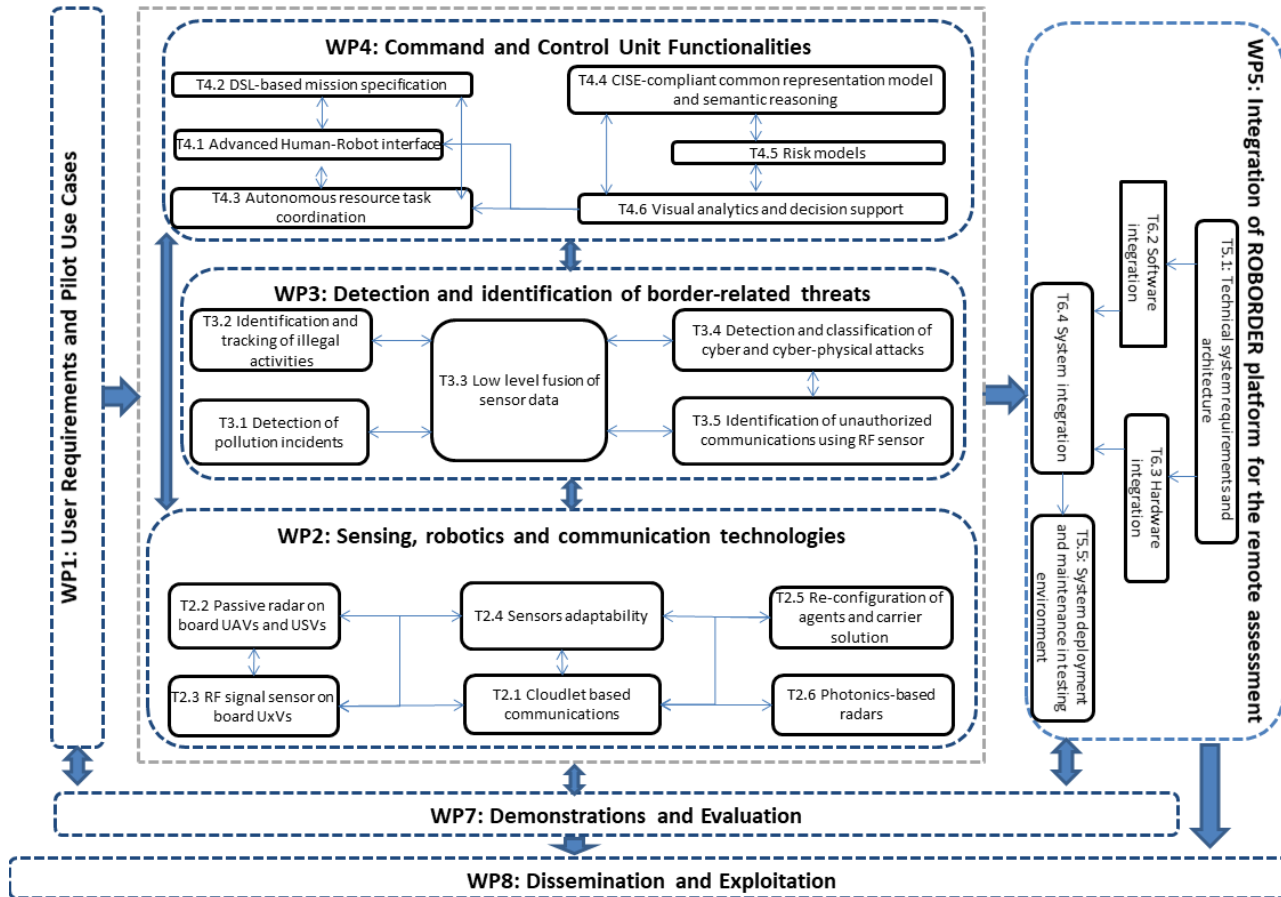 WP1: User Requirements and Pilot Use Cases
WP4: Command and Control Unit Functionalities
T4.2 DSL-based mission specification
T4.1 Advanced Human-Robot interface
T4.3 Autonomous resource task
coordination
T4.4 CISE-compliant common representation model
and semantic reasoning
T4.5 Risk models
T4.6 Visual analytics and decision support
WP3: Detection and identification of border-related threats
T3.2 Identification and
tracking of illegal
activities
T3.1 Detection of
pollution incidents
T3.3 Low level fusion of
sensor data
T3.4 Detection and classification of
cyber and cyber-physical attacks
T3.5 Identification of unauthorized
communications using RF sensor
WP2: Sensing, robotics and communication technologies
T2.2 Passive radar on
board UAVs and USVs
T2.3 RF signal sensor on
board UxVs
T2.4 Sensors adaptability
T2.1 Cloudlet based
communications
T2.5 Re-configuration of
agents and carrier
solution
T2.6 Photonics-based
radars
WP5: Integration of ROBORDER platform for the remote assessment
T5.1: Technical system requirements and
architecture
T6.2 Software
integration
T6.3 Hardware
integration
T6.4 System integration
T5.5: System deployment
and maintenance in testing
environment
WP7: Demonstrations and Evaluation
WP8: Dissemination and Exploitation